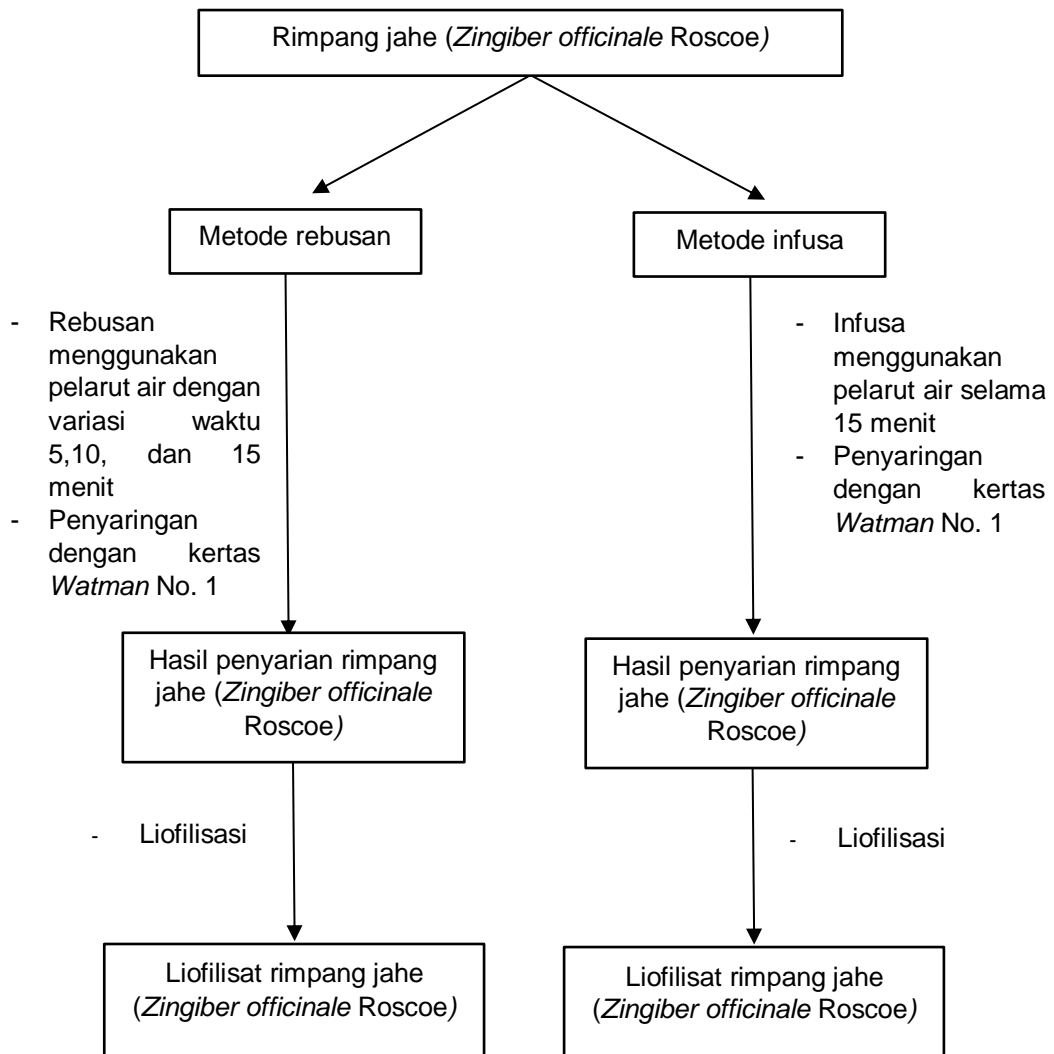 Rimpang jahe (Zingiber officinale Roscoe)
Metode rebusan
Metode infusa
- Rebusan
menggunakan
pelarut air dengan
variasi waktu
5,10, dan 15
menit
- Penyaringan
dengan kertas
Watman No. 1
- Infusa
menggunakan
pelarut air selama
15 menit
- Penyaringan
dengan kertas
Watman No. 1
Hasil penyarian rimpang
jahe (Zingiber officinale
Roscoe)
Hasil penyarian rimpang
jahe (Zingiber officinale
Roscoe)
- Liofilisasi
- Liofilisasi
Liofilisat rimpang jahe
(Zingiber officinale Roscoe)
Liofilisat rimpang jahe
(Zingiber officinale Roscoe)